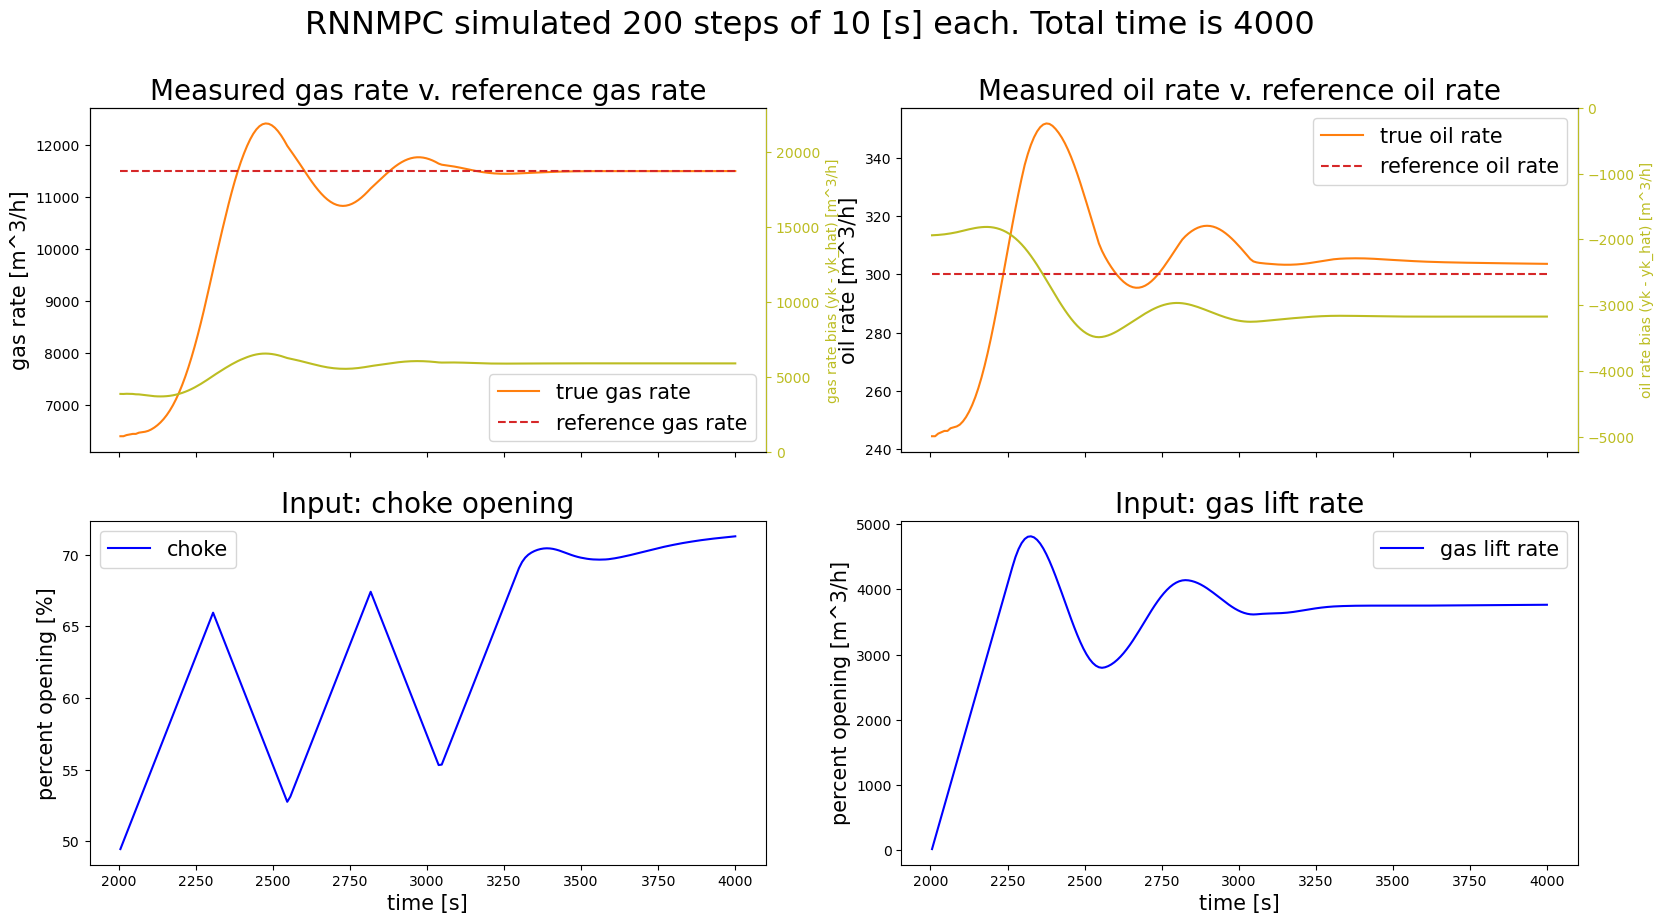 RNNMPC simulated 200 steps of 10 [s] each. Total time is 4000
Measured gas rate v. reference gas rate
gas rate [m^3/h]
12000
11000
10000
9000
8000
7000
20000
15000
10000
5000
0
gas rate bias (yk - yk_hat) [m^3/h]
true gas rate
reference gas rate
Measured oil rate v. reference oil rate
oil rate [m^3/h]
340
320
300
280
260
240
0
−1000
−2000
−3000
−4000
−5000
oil rate bias (yk - yk_hat) [m^3/h]
true oil rate
reference oil rate
Input: choke opening
percent opening [%]
70
65
60
55
50
choke
2000 2250 2500 2750 3000 3250 3500 3750 4000
time [s]
Input: gas lift rate
percent opening [m^3/h]
5000
4000
3000
2000
1000
0
gas lift rate
2000 2250 2500 2750 3000 3250 3500 3750 4000
time [s]